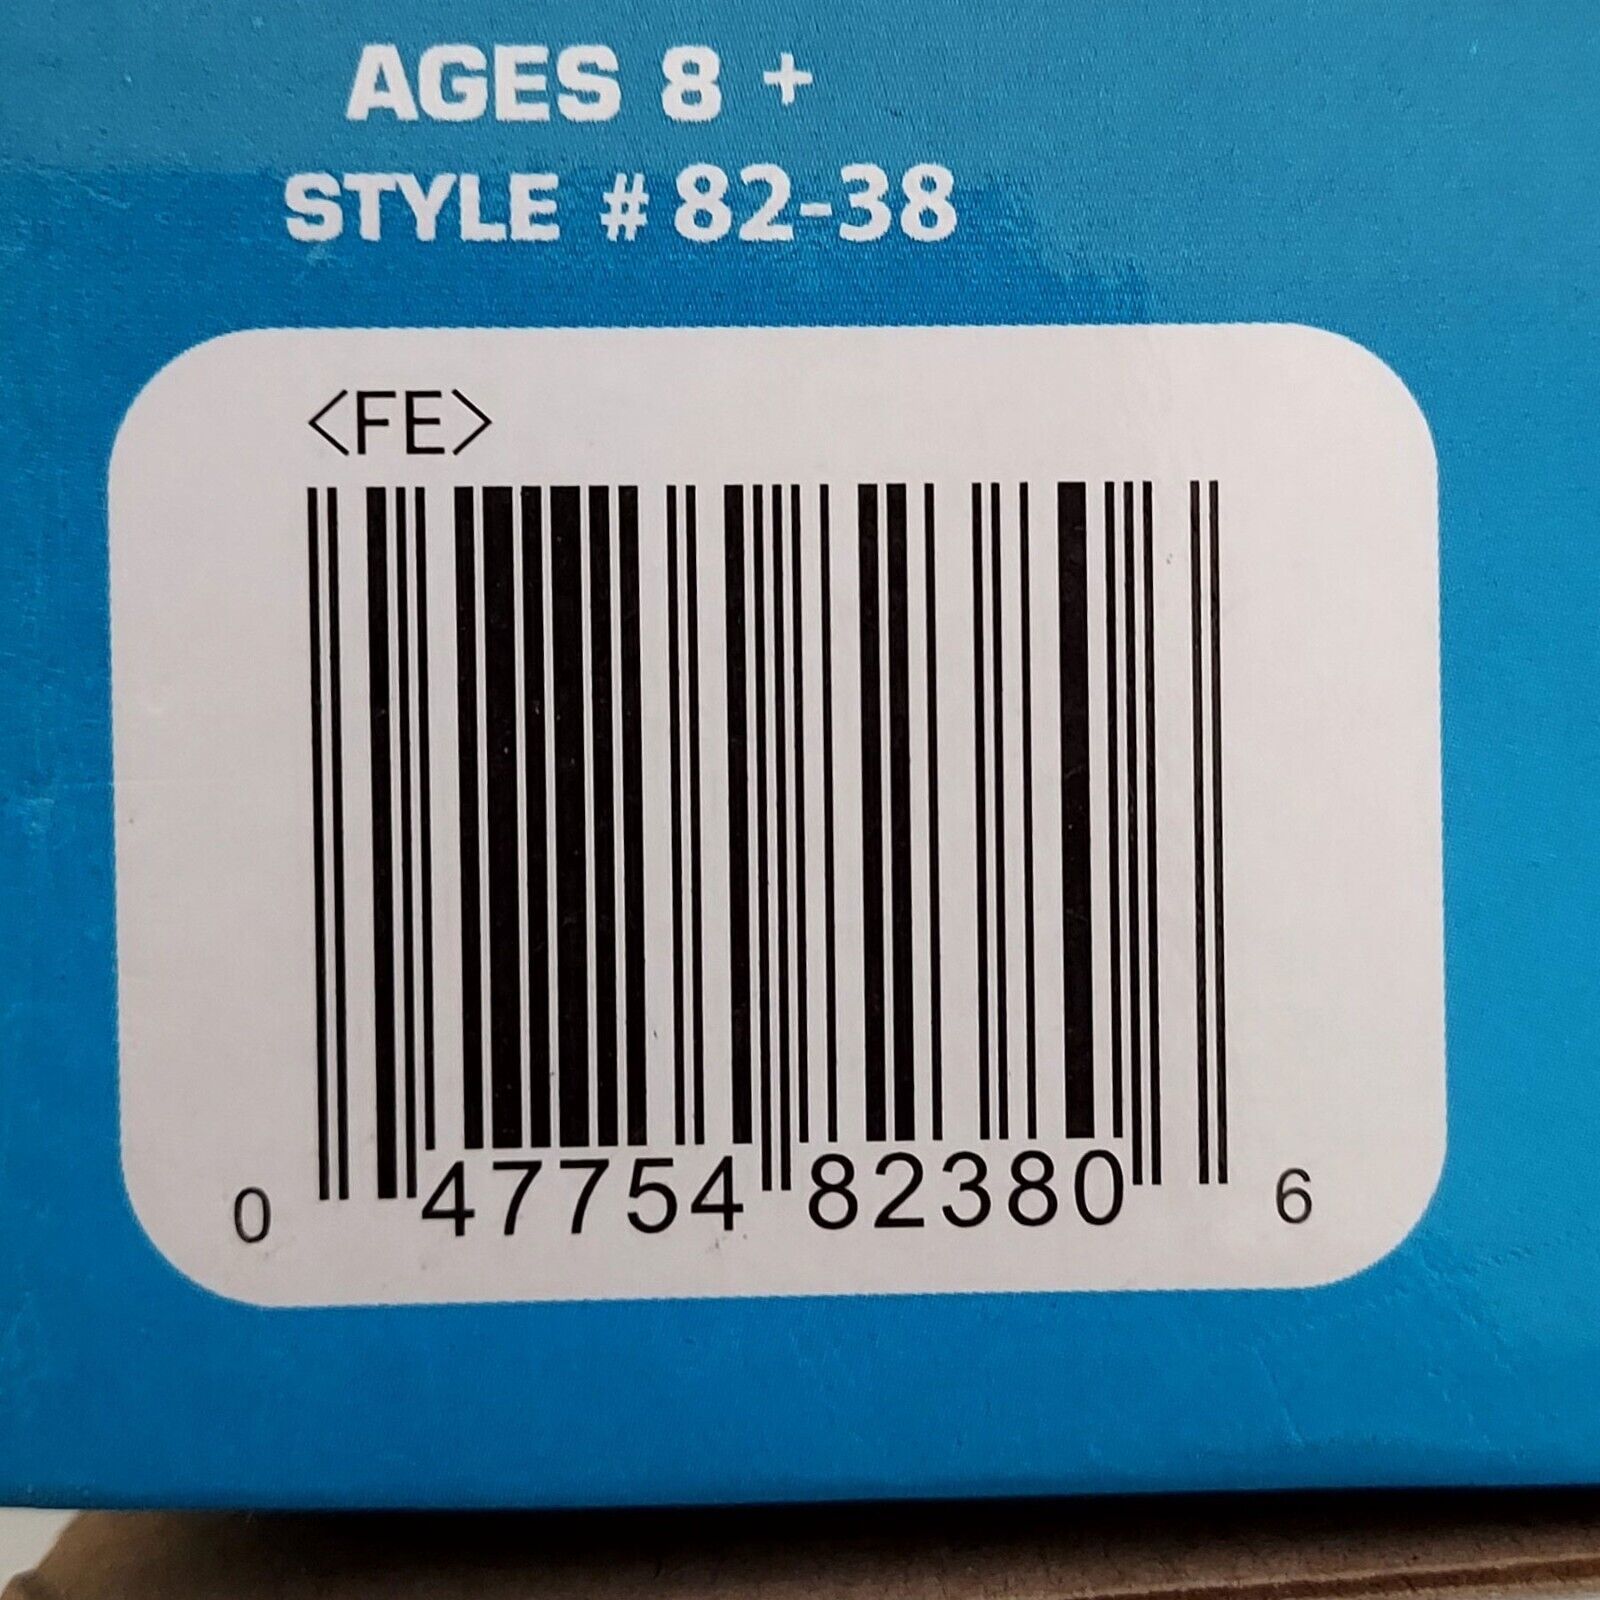 AGES 8 +
STYLE # 82-38
<FE>
0 47754 82380 6